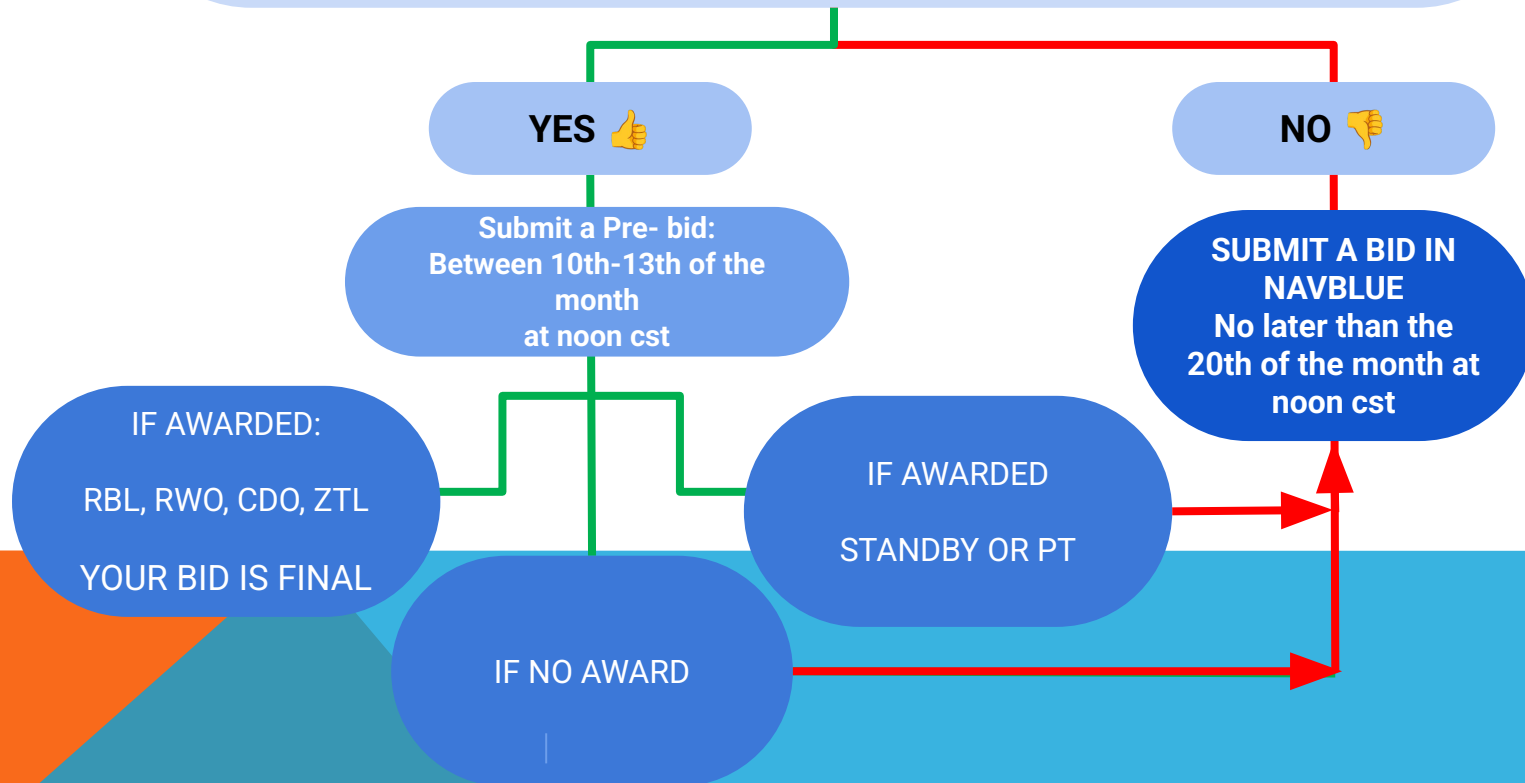 YES 👍
NO 👎
Submit a Pre- bid:
Between 10th-13th of the
month
at noon cst
SUBMIT A BID IN
NAVBLUE
No later than the
20th of the month at
noon cst
IF AWARDED:
RBL, RWO, CDO, ZTL
YOUR BID IS FINAL
IF AWARDED
STANDBY OR PT
IF NO AWARD